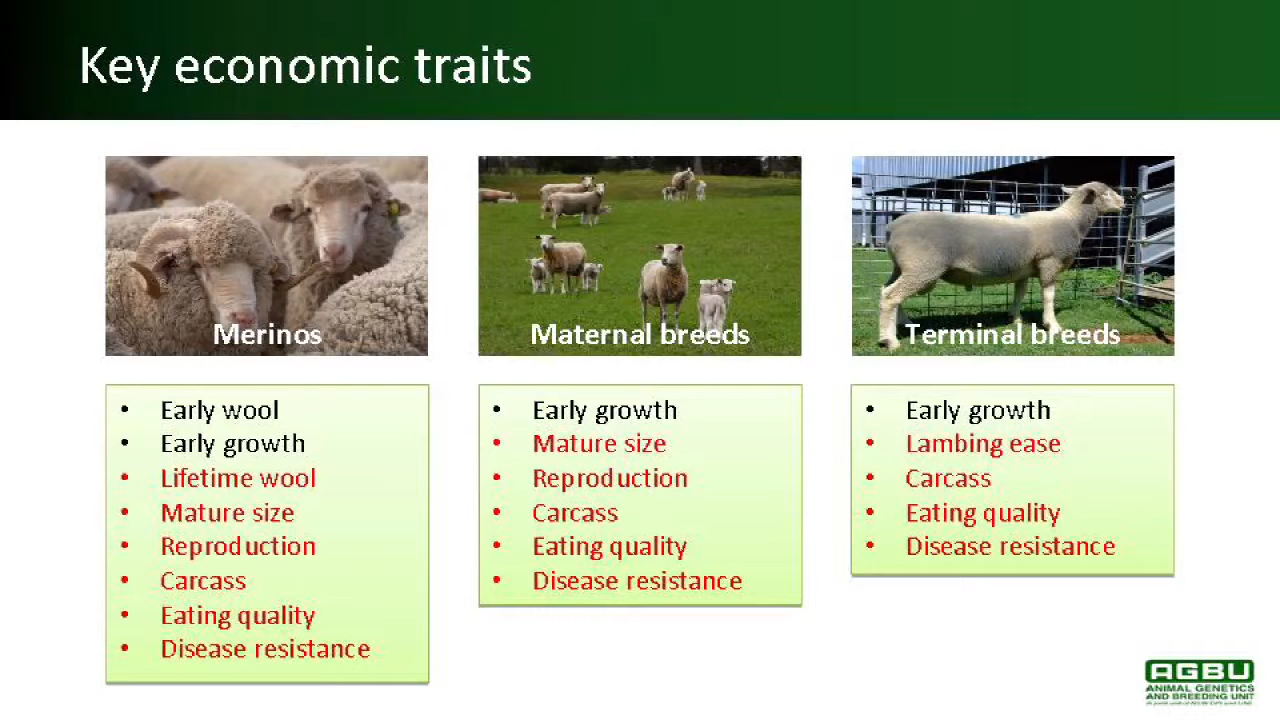 Key economic traits
Merinos
Maternal breeds
Terminal breeds
• Early wool
• Early growth
• Lifetime wool
• Mature size
• Reproduction
• Carcass
• Eating quality
• Disease resistance
• Early growth
• Mature size
• Reproduction
• Carcass
• Eating quality
• Disease resistance
• Early growth
• Lambing ease
• Carcass
• Eating quality
• Disease resistance
AGBU
ANIMAL GENETICS
AND BREEDING UNIT